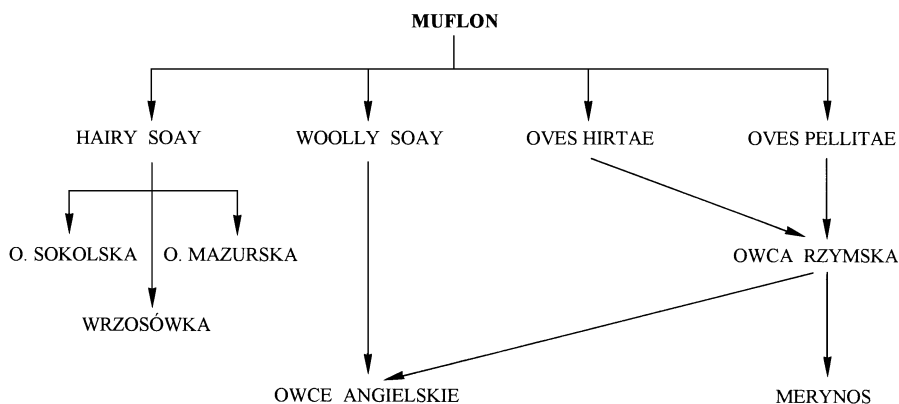 MUFLON
HAIRY SOAY
WOOLLY SOAY
OVES HIRTAE
OVES PELLITAE
O. SOKOLSKA
O. MAZURSKA
OWCA RZYMSKA
WRZOSÓWKA
OWCE ANGIELSKIE
MERYNOS